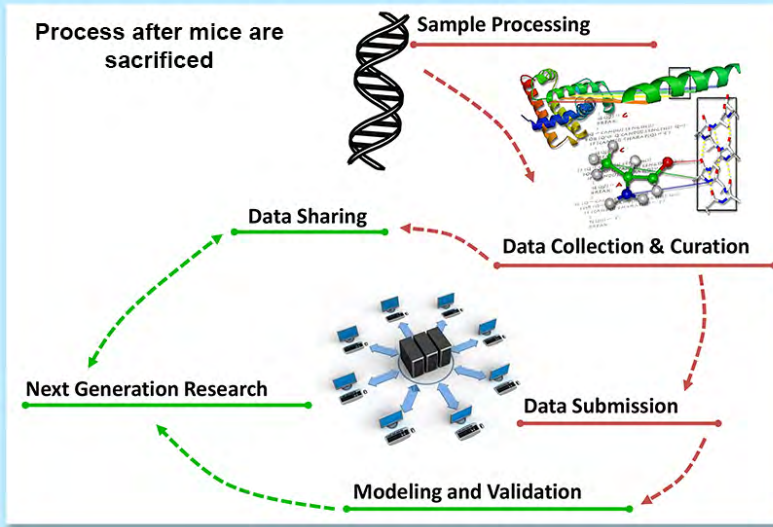 Process after mice are
sacrificed
Sample Processing
Data Sharing
Data Collection & Curation
Next Generation Research
Data Submission
Modeling and Validation